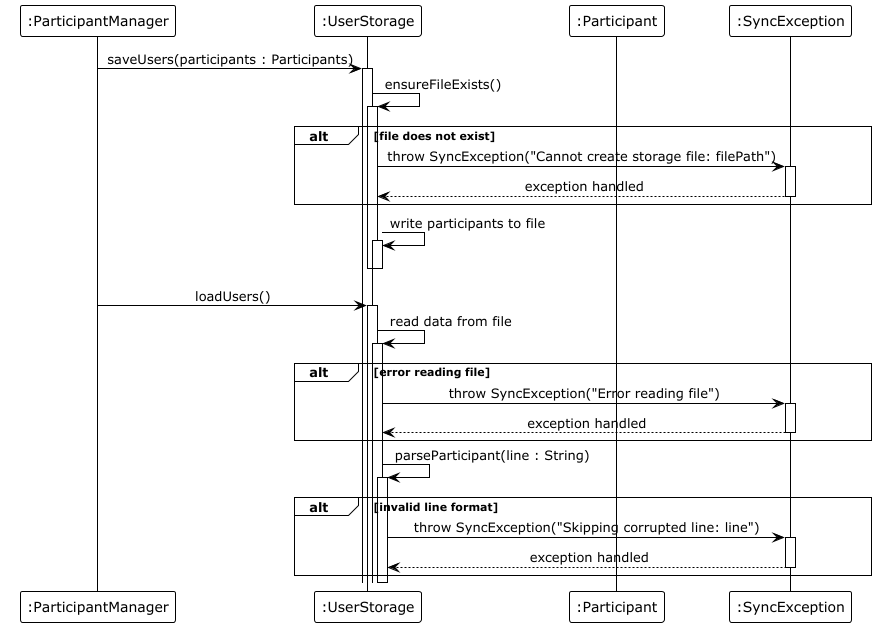 :ParticipantManager :UserStorage :Participant :SyncException
saveUsers(participants : Participants)
ensureFileExists()
alt [file does not exist]
throw SyncException("Cannot create storage file: filePath")
exception handled
write participants to file
loadUsers()
read data from file
alt [error reading file]
throw SyncException("Error reading file")
exception handled
parseParticipant(line : String)
alt [invalid line format]
throw SyncException("Skipping corrupted line: line")
exception handled
:ParticipantManager :UserStorage :Participant :SyncException